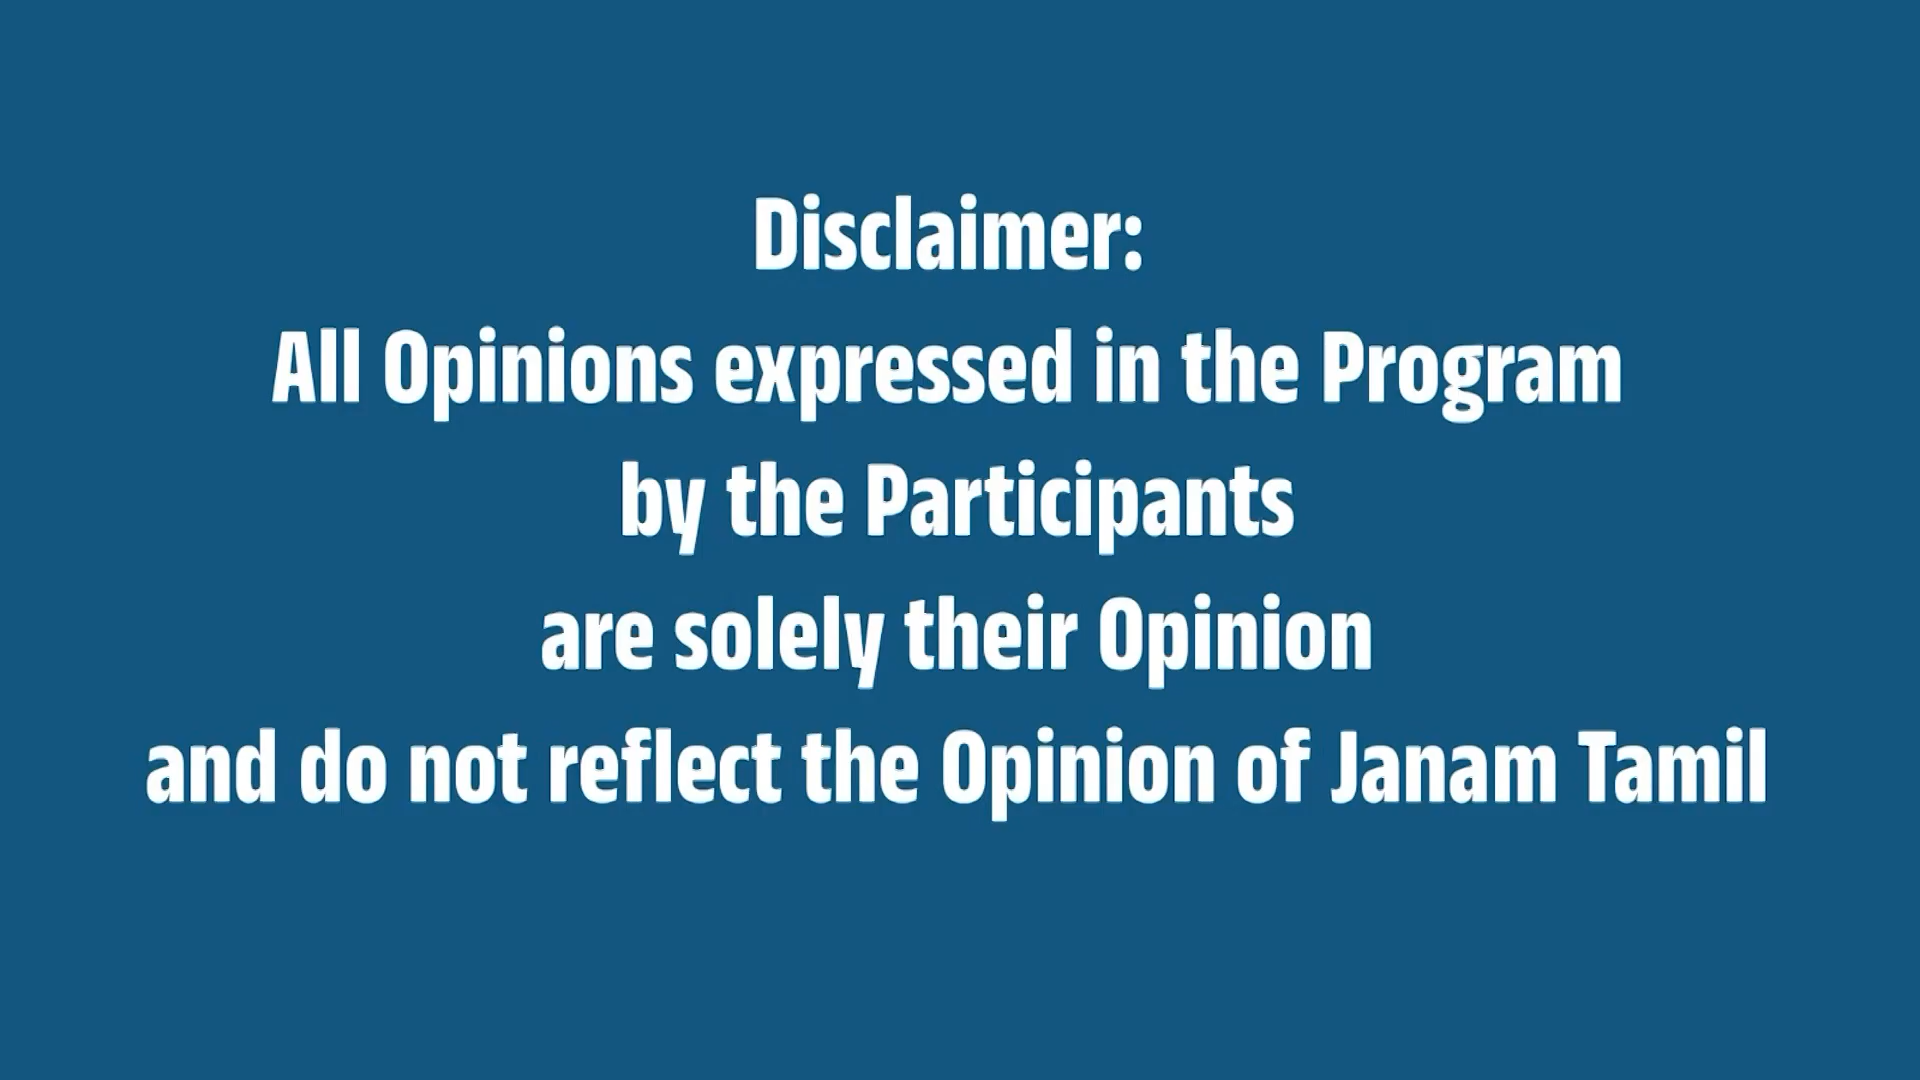 Disclaimer:
All Opinions expressed in the Program
by the Participants
are solely their Opinion
and do not reflect the Opinion of Janam Tamil